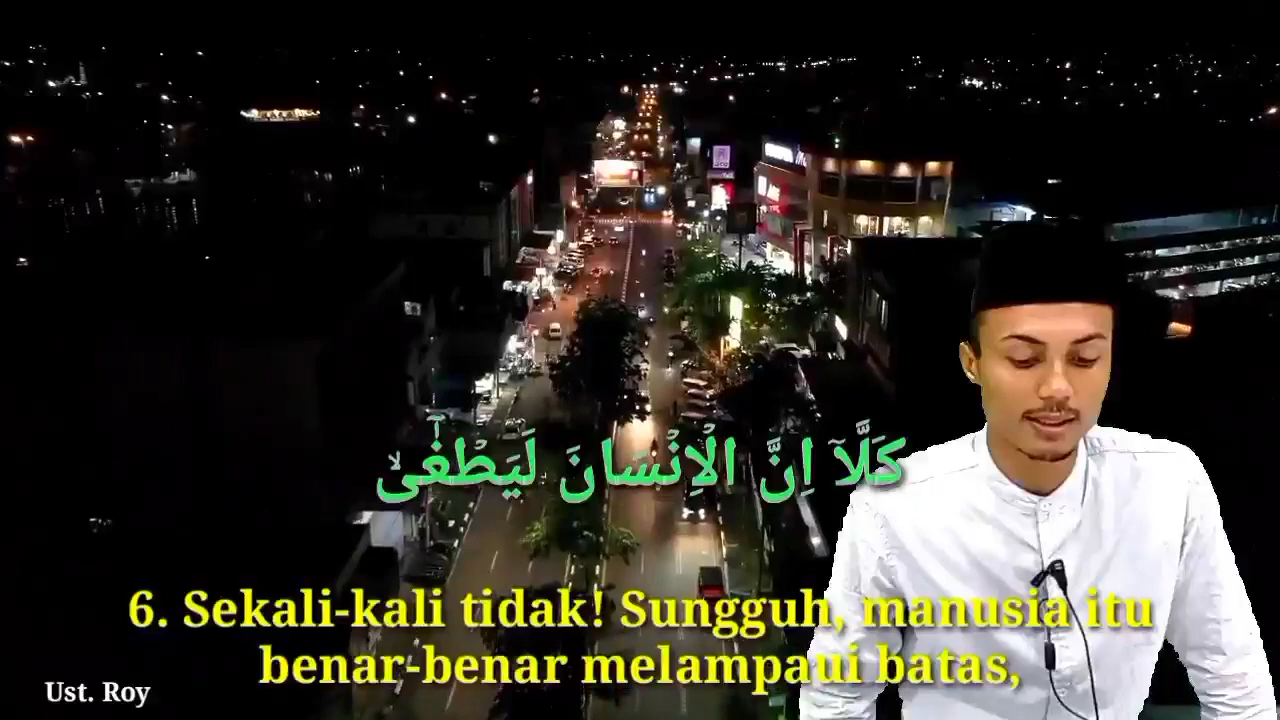 كَلَّآ اِنَّ الْاِنْسَانَ لَيَطْغٰٓىۙ
6. Sekali-kali tidak! Sungguh, manusia itu
benar-benar melampaui batas,
Ust. Roy